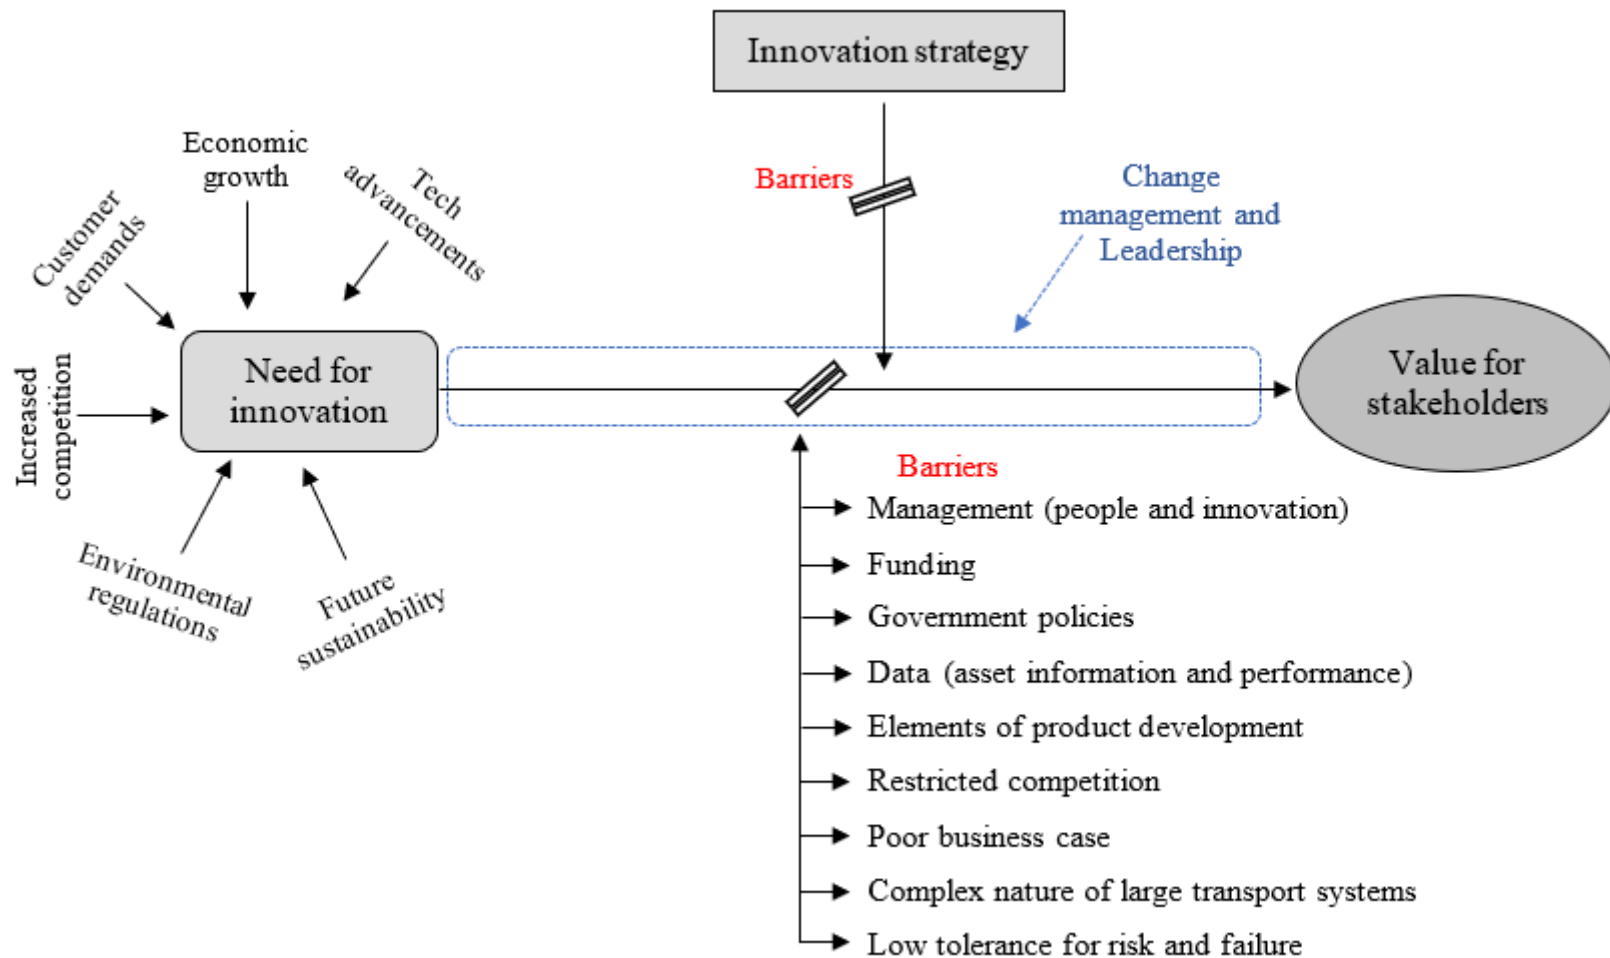 Innovation strategy
Economic
growth
Tech
advancements
Customer
demands
Barriers
Change
management and
Leadership
Increased
competition
Need for
innovation
Value for
stakeholders
Environmental
regulations
Future
sustainability
Barriers
Management (people and innovation)
Funding
Government policies
Data (asset information and performance)
Elements of product development
Restricted competition
Poor business case
Complex nature of large transport systems
Low tolerance for risk and failure